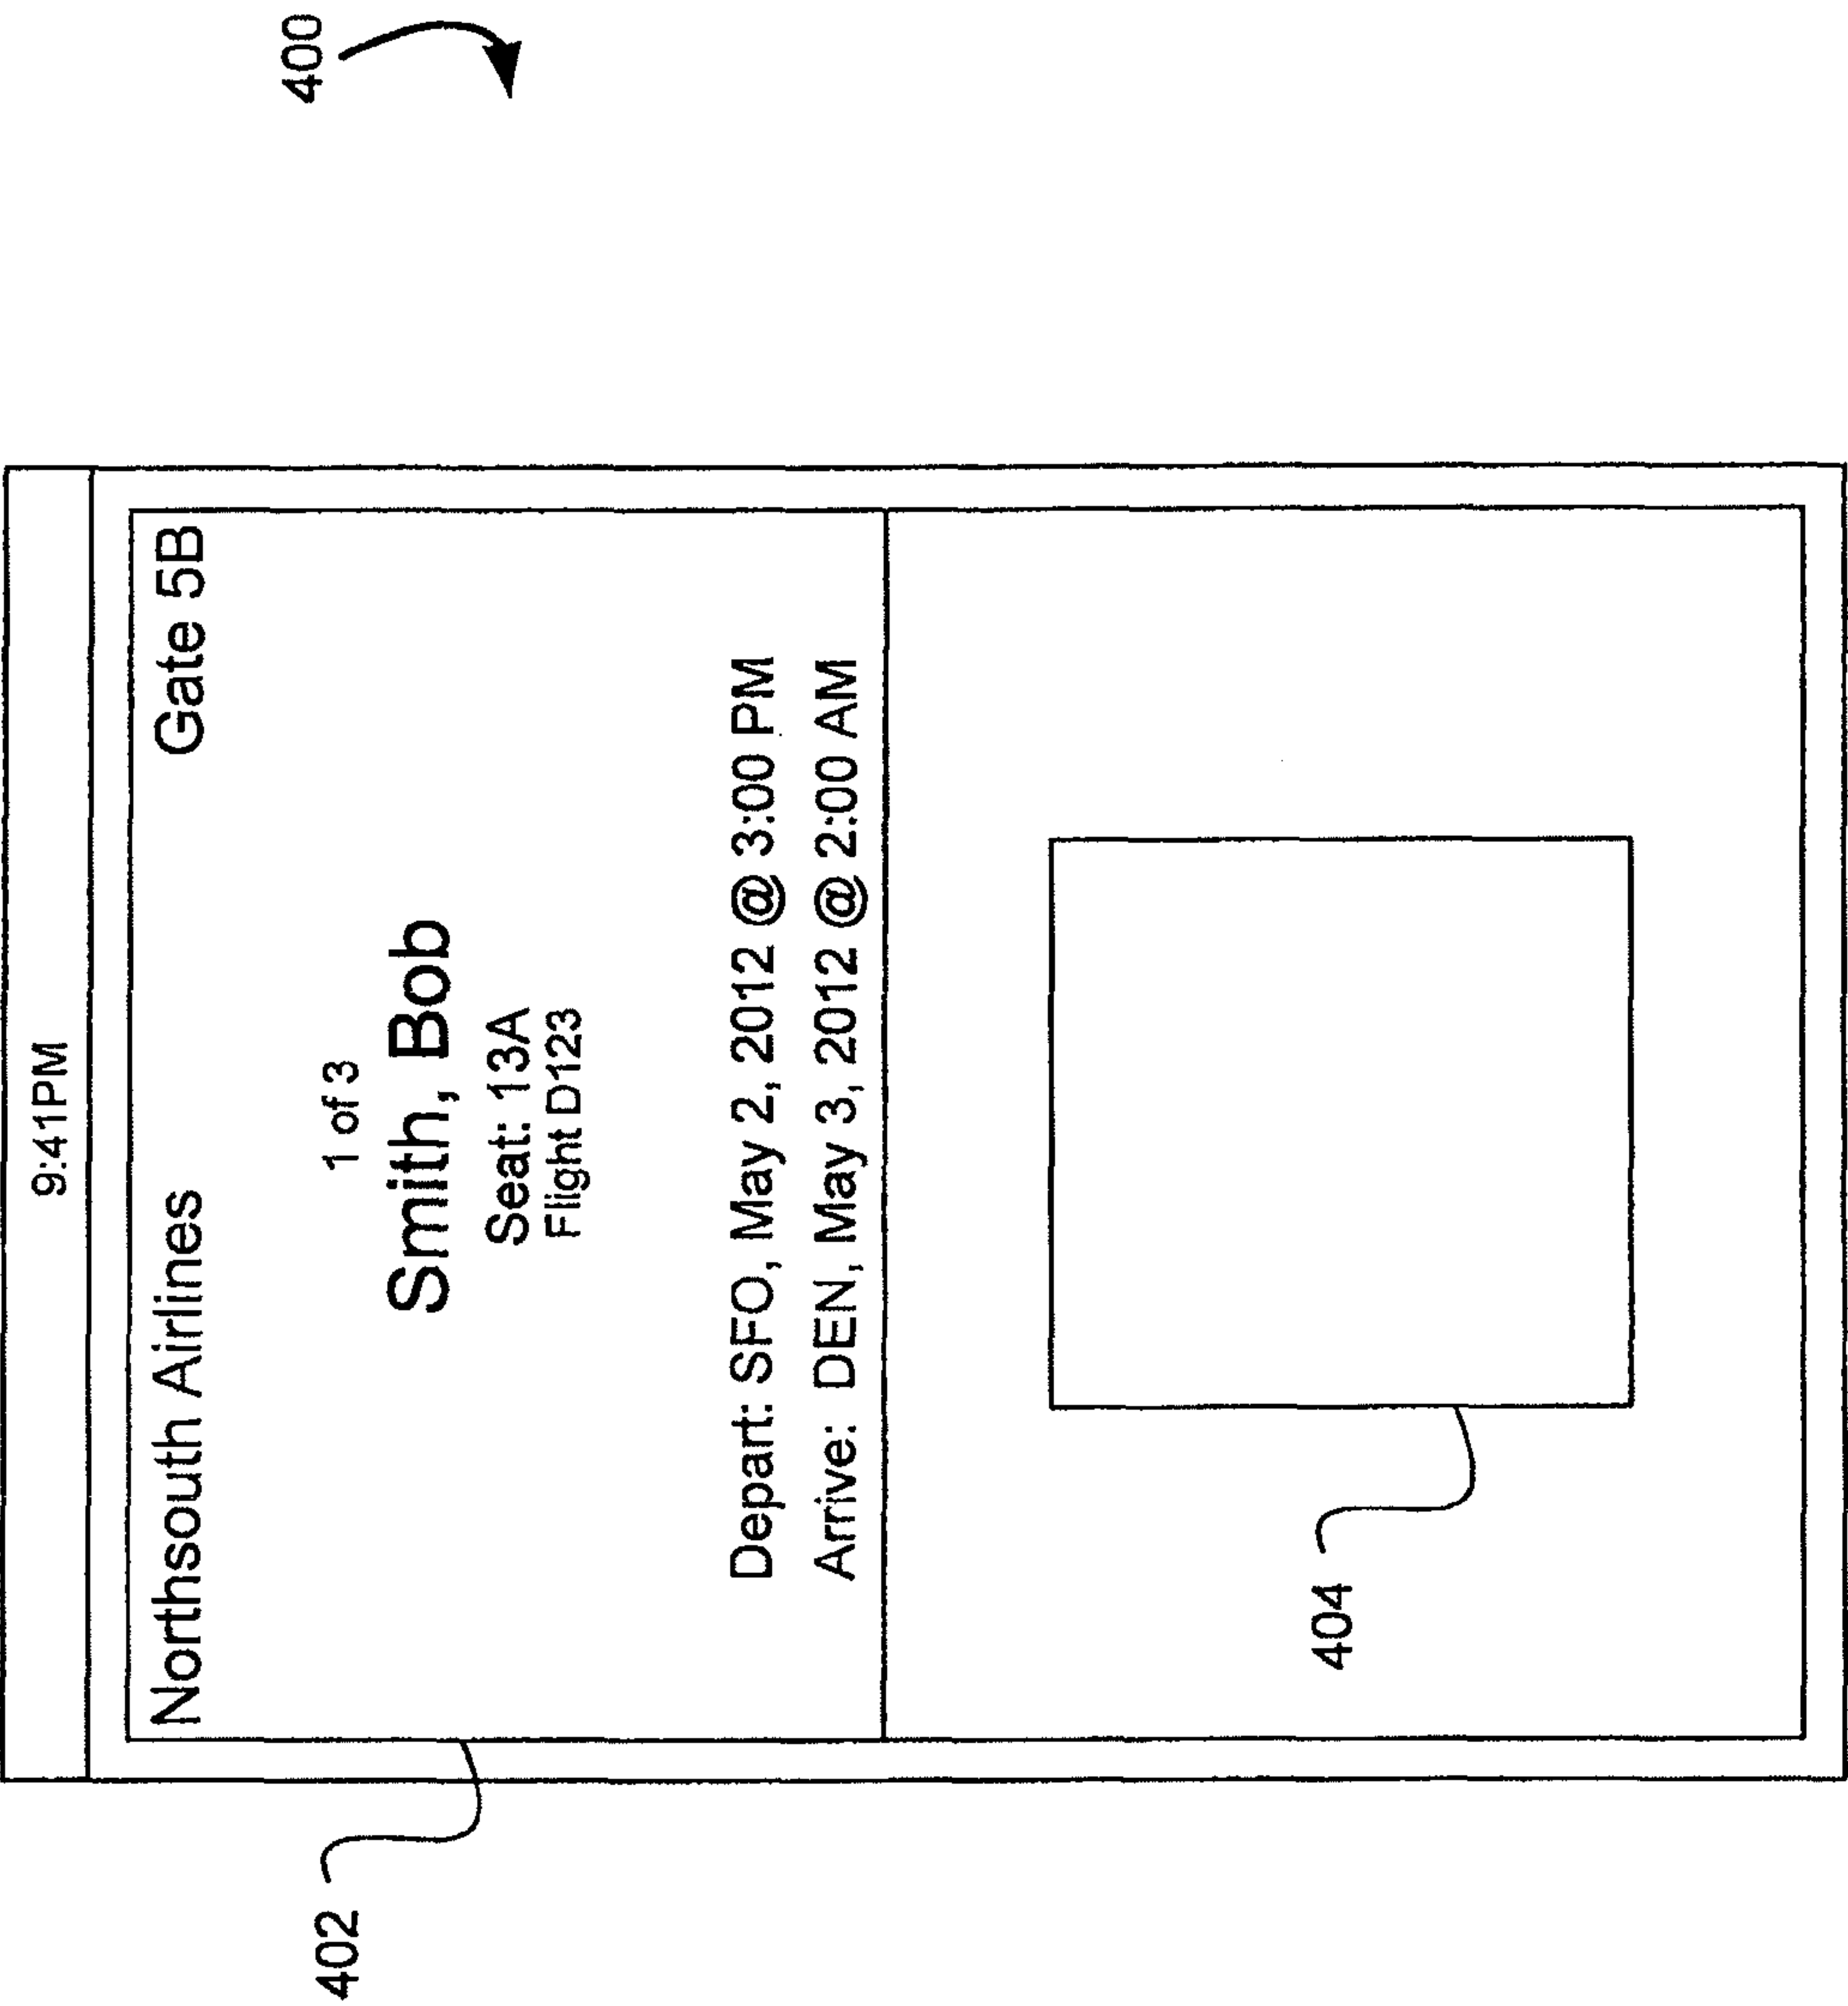 400
9:41PM
Northsouth Airlines Gate 5B
1 of 3
Smith, Bob
Seat: 13A
Flight D123
Depart: SFO, May 2, 2012 @ 3:00 PM
Arrive: DEN, May 3, 2012 @ 2:00 AM
402
404